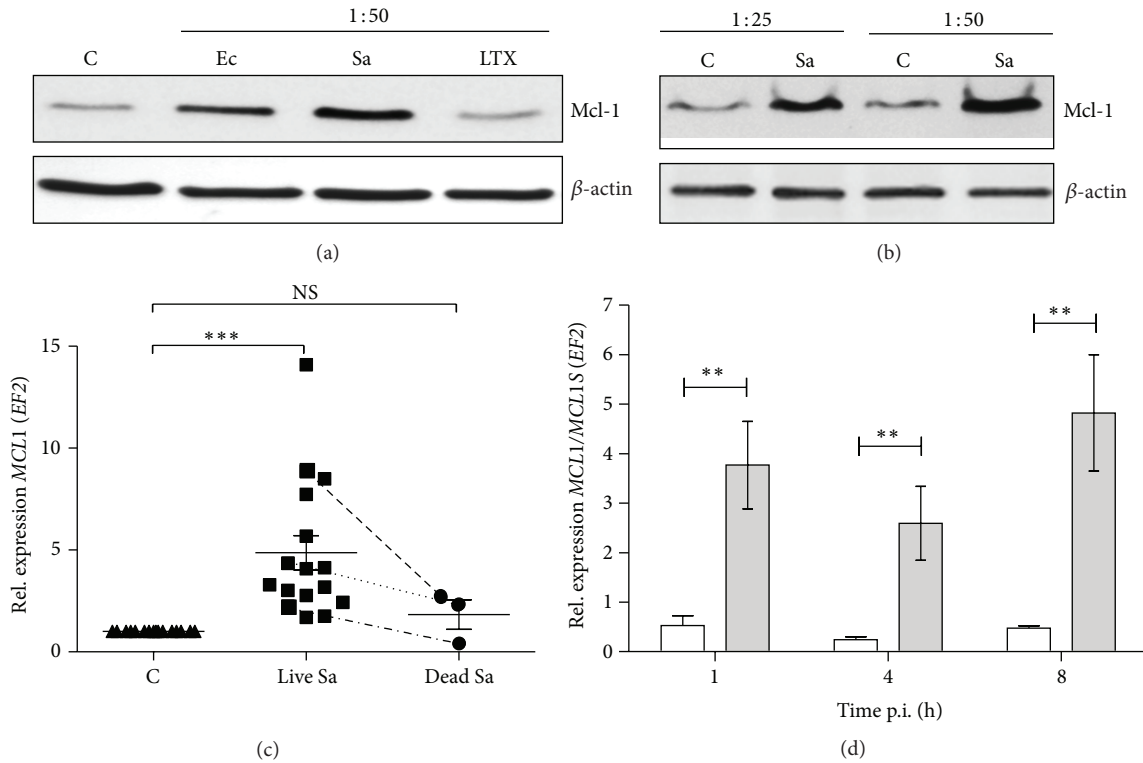 1:50
C Ec Sa LTX
Mcl-1
β-actin
(a)
1:25 1:50
C Sa C Sa
Mcl-1
β-actin
(b)
NS
***
Rel. expression MCL1 (EF2)
15
10
5
0
C Live Sa Dead Sa
(c)
**
**
**
Rel. expression MCL1/MCL1S (EF2)
7
6
5
4
3
2
1
0
1 4 8
Time p.i. (h)
(d)